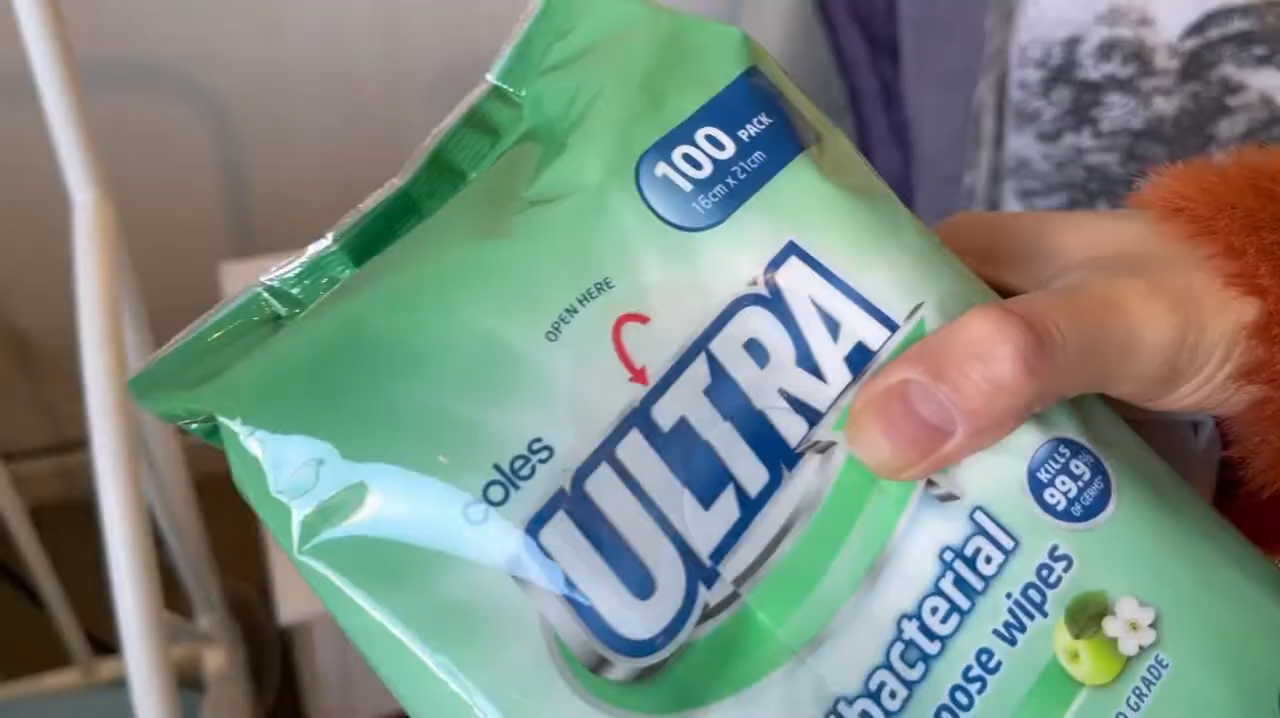 100 PACK
16cm x 21cm
OPEN HERE
coles
ULTRA
KILLS
99.9%
OF GERMS*
bacterial
pose wipes
GRADE